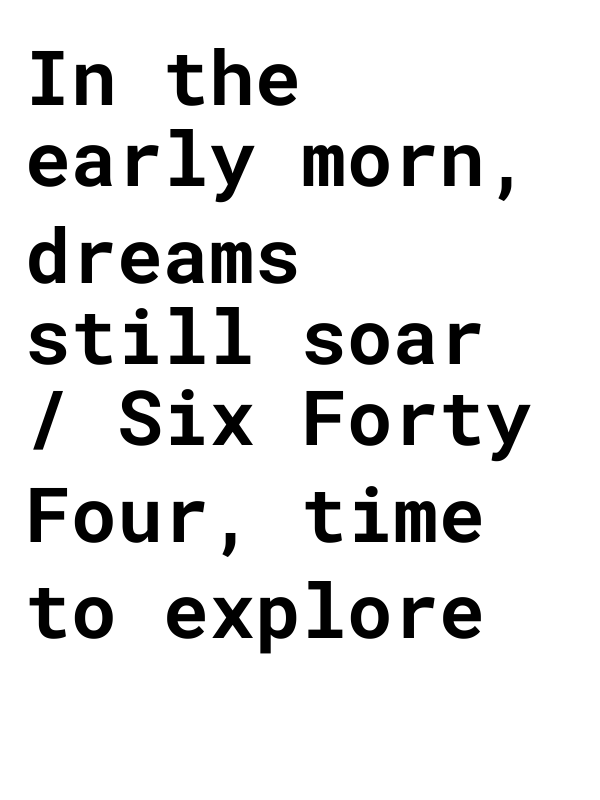 In the
early morn,
dreams
still soar
/ Six Forty
Four, time
to explore